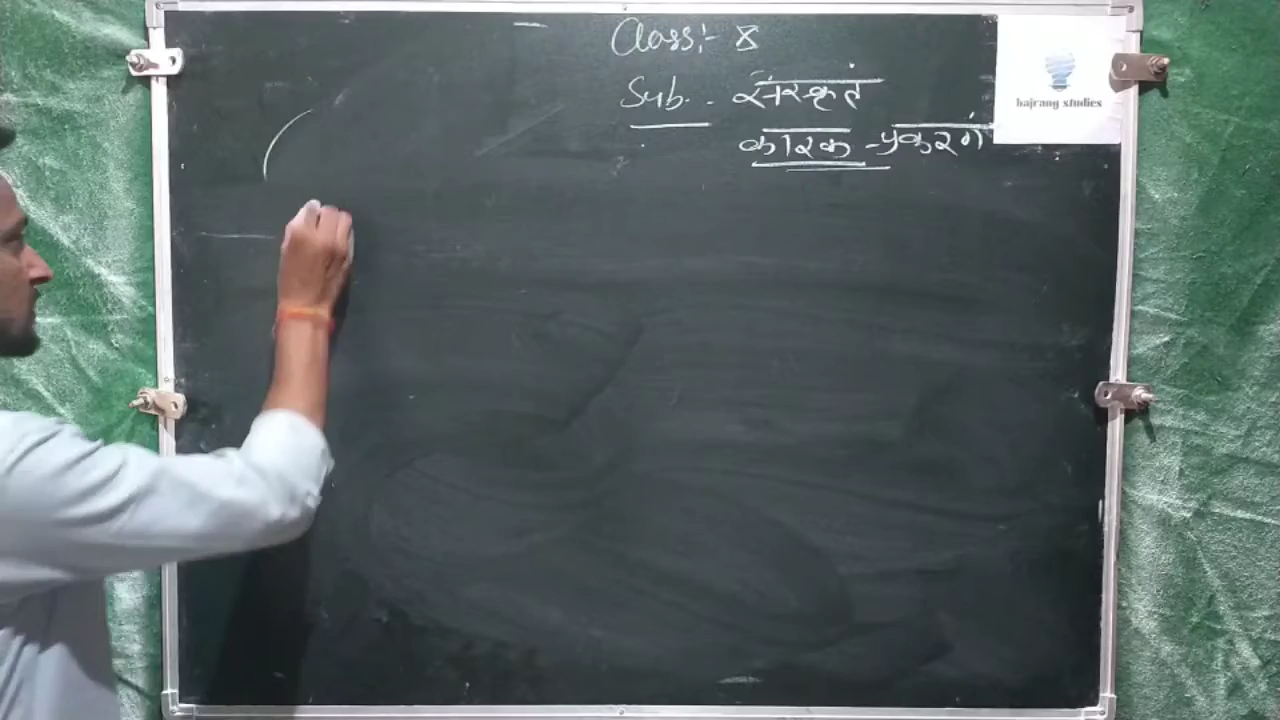 Class:- 8
Sub. - संस्कृत
कारक - प्रकरण
bajrang studies